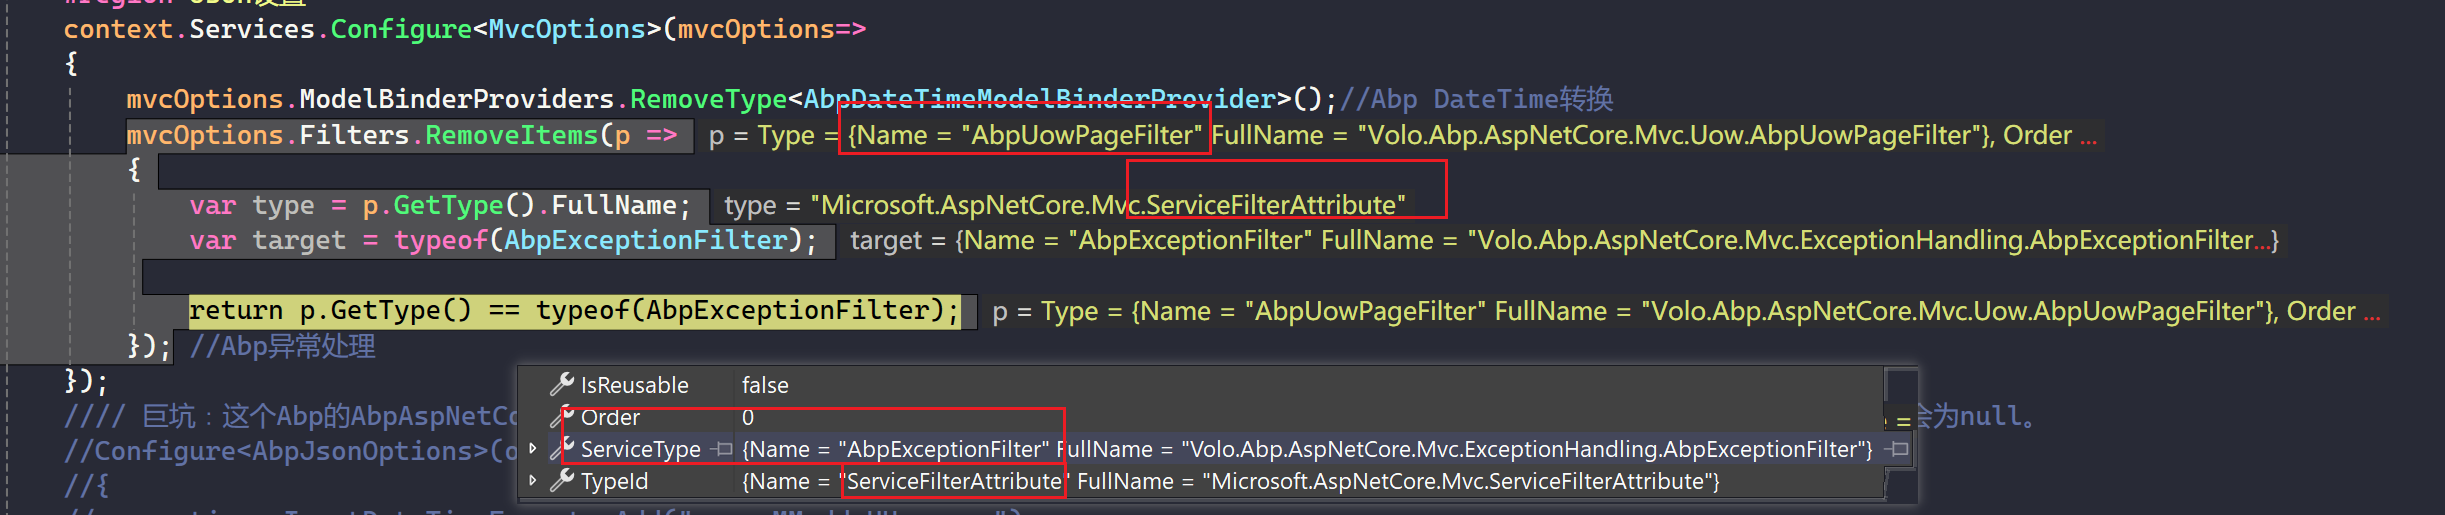 context.Services.Configure<MvcOptions>(mvcOptions=>
{
mvcOptions.ModelBinderProviders.RemoveType<AbpDateTimeModelBinderProvider>();//Abp DateTime转换
mvcOptions.Filters.RemoveItems(p => p = Type = {Name = "AbpUowPageFilter" FullName = "Volo.Abp.AspNetCore.Mvc.Uow.AbpUowPageFilter"}, Order ...
{
var type = p.GetType().FullName; type = "Microsoft.AspNetCore.Mvc.ServiceFilterAttribute"
var target = typeof(AbpExceptionFilter); target = {Name = "AbpExceptionFilter" FullName = "Volo.Abp.AspNetCore.Mvc.ExceptionHandling.AbpExceptionFilter...}
return p.GetType() == typeof(AbpExceptionFilter); p = Type = {Name = "AbpUowPageFilter" FullName = "Volo.Abp.AspNetCore.Mvc.Uow.AbpUowPageFilter"}, Order ...
}); //Abp异常处理
});
IsReusable false
Order 0
//// 巨坑：这个Abp的AbpAspNetCo 会为null。
ServiceType {Name = "AbpExceptionFilter" FullName = "Volo.Abp.AspNetCore.Mvc.ExceptionHandling.AbpExceptionFilter"}
//Configure<AbpJsonOptions>(o
TypeId {Name = "ServiceFilterAttribute" FullName = "Microsoft.AspNetCore.Mvc.ServiceFilterAttribute"}
//{